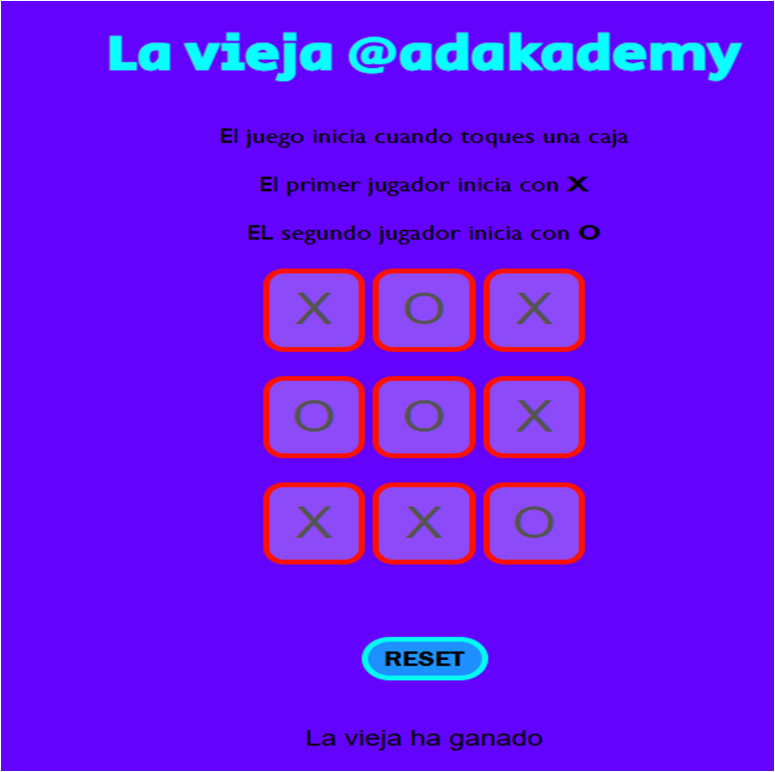 La vieja @adakademy
El juego inicia cuando toques una caja
El primer jugador inicia con X
EL segundo jugador inicia con O
X O X
O O X
X X O
RESET
La vieja ha ganado